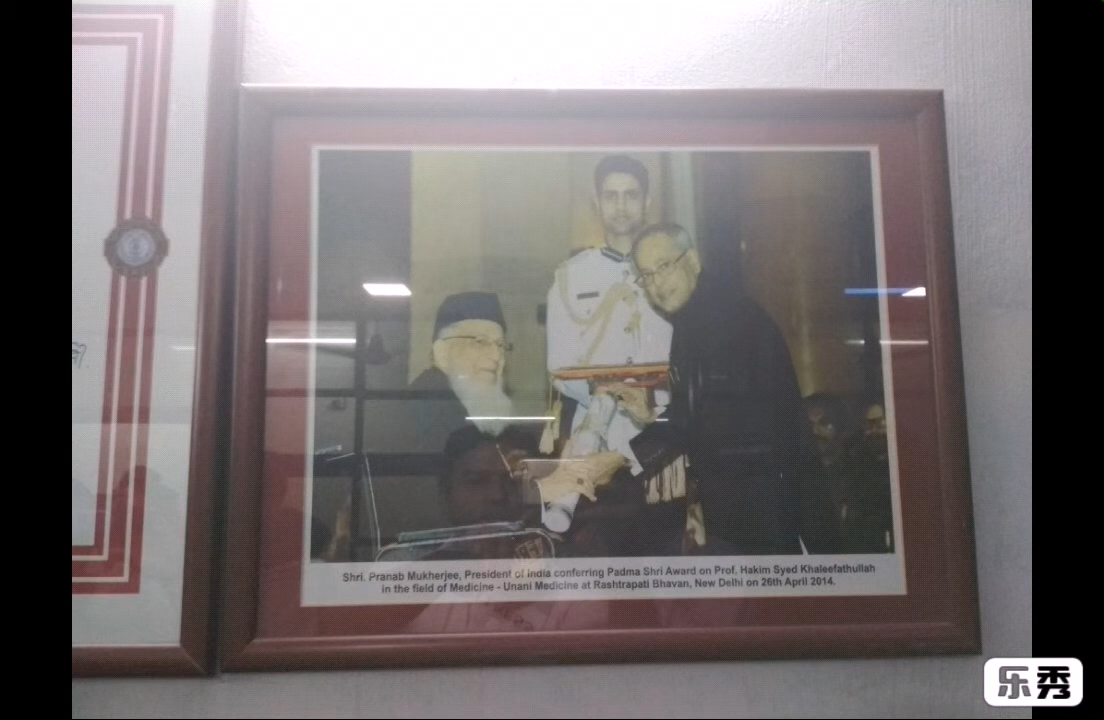 Shri. Pranab Mukherjee, President of India conferring Padma Shri Award on Prof. Hakim Syed Khaleefathullah
in the field of Medicine - Unani Medicine at Rashtrapati Bhavan, New Delhi on 26th April 2014.
乐秀